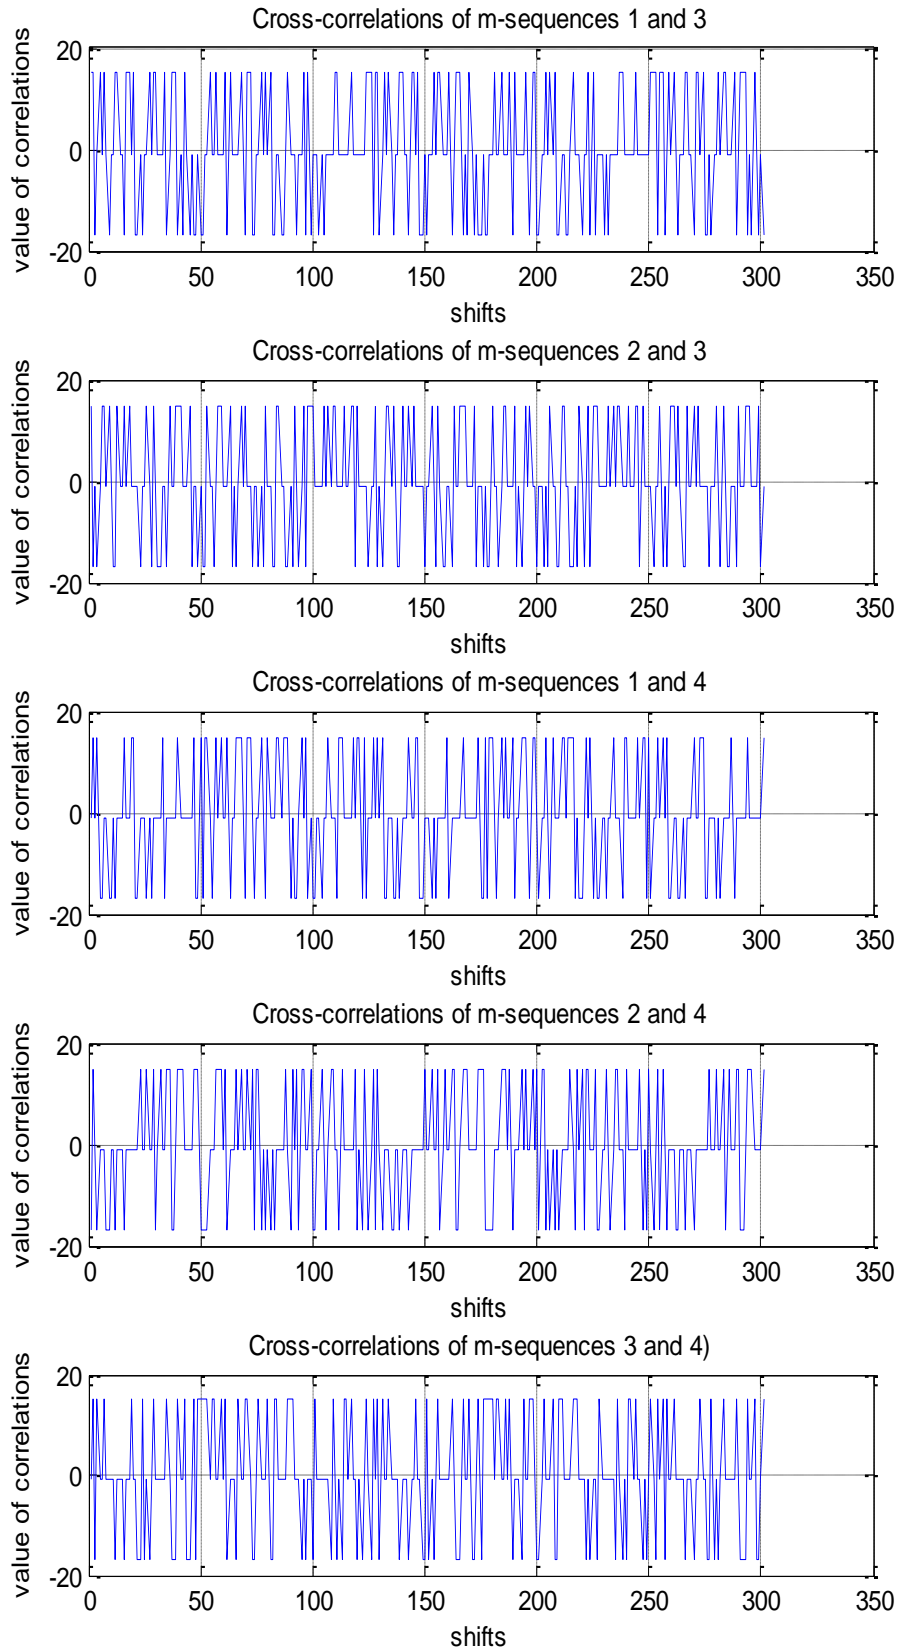 Cross-correlations of m-sequences 1 and 3
value of correlations
20
0
-20
0 50 100 150 200 250 300 350
shifts
Cross-correlations of m-sequences 2 and 3
value of correlations
20
0
-20
0 50 100 150 200 250 300 350
shifts
Cross-correlations of m-sequences 1 and 4
value of correlations
20
0
-20
0 50 100 150 200 250 300 350
shifts
Cross-correlations of m-sequences 2 and 4
value of correlations
20
0
-20
0 50 100 150 200 250 300 350
shifts
Cross-correlations of m-sequences 3 and 4)
value of correlations
20
0
-20
0 50 100 150 200 250 300 350
shifts